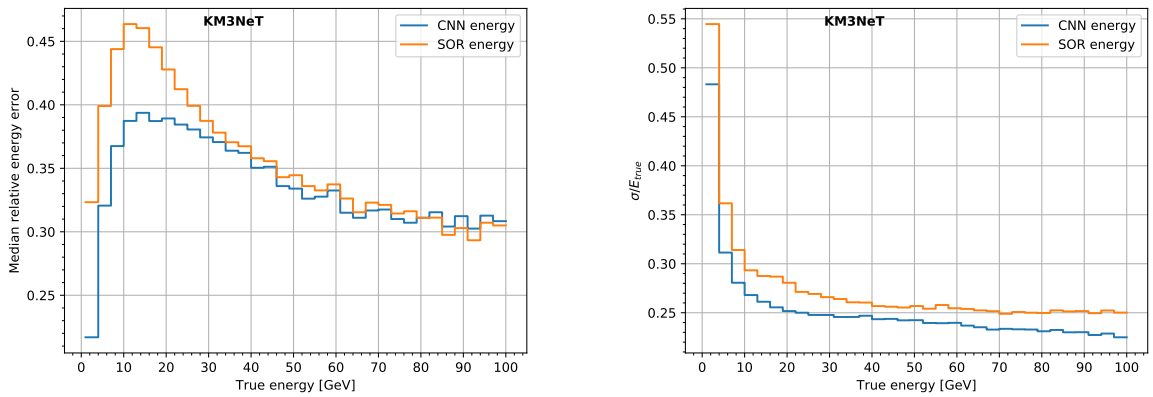 KM3NeT
CNN energy
SOR energy
0.45
0.40
0.35
0.30
0.25
Median relative energy error
0 10 20 30 40 50 60 70 80 90 100
True energy [GeV]
KM3NeT
CNN energy
SOR energy
0.55
0.50
0.45
0.40
0.35
0.30
0.25
σ/E_true
0 10 20 30 40 50 60 70 80 90 100
True energy [GeV]